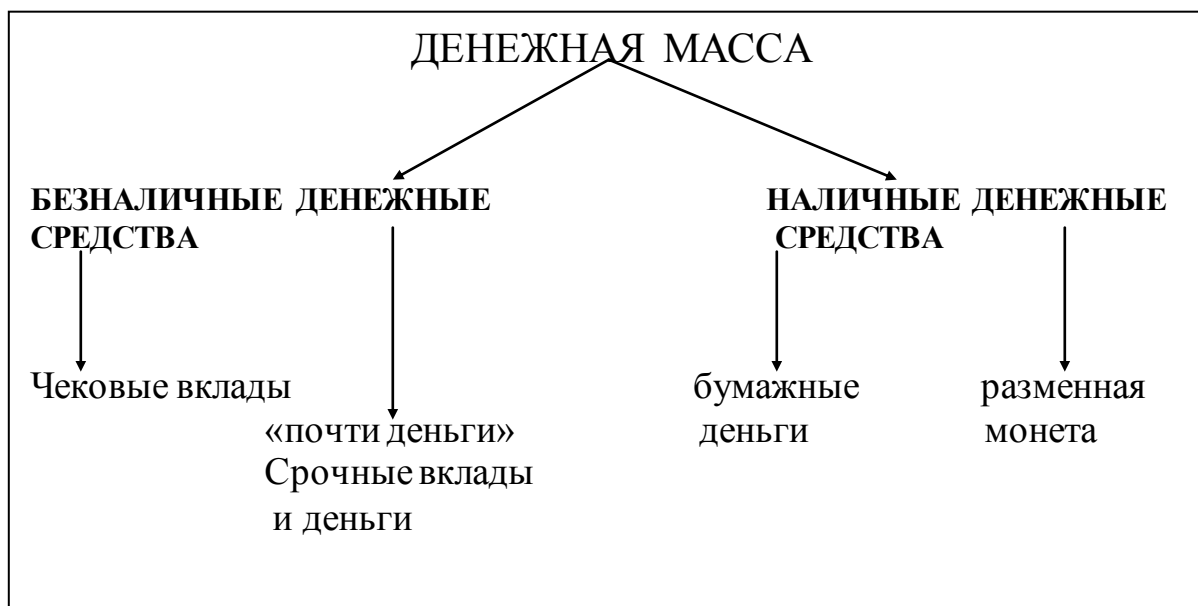 ДЕНЕЖНАЯ МАССА
БЕЗНАЛИЧНЫЕ ДЕНЕЖНЫЕ
СРЕДСТВА
НАЛИЧНЫЕ ДЕНЕЖНЫЕ
СРЕДСТВА
Чековые вклады
«почти деньги»
Срочные вклады
и деньги
бумажные
деньги
разменная
монета